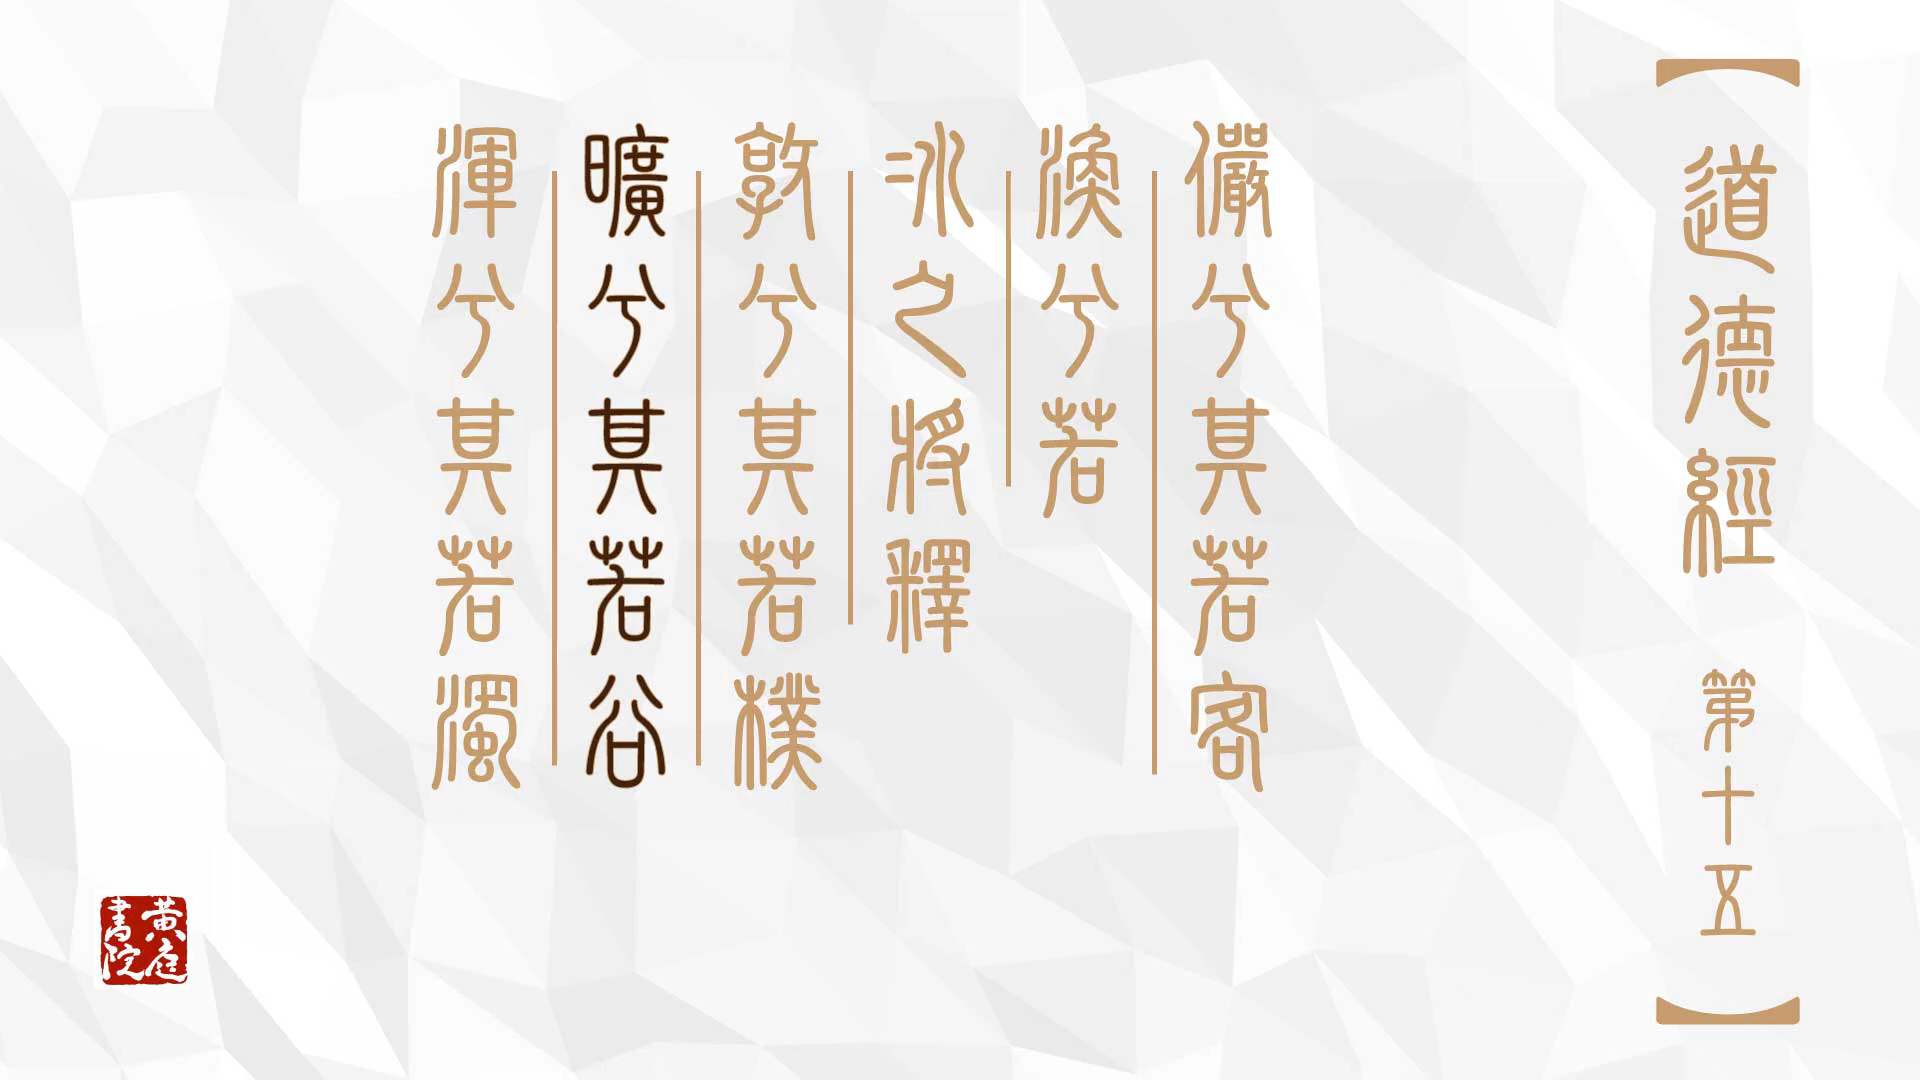 道德經 第十五
儼兮其若客
渙兮若
冰之將釋
敦兮其若樸
曠兮其若谷
渾兮其若濁
黃庭書院